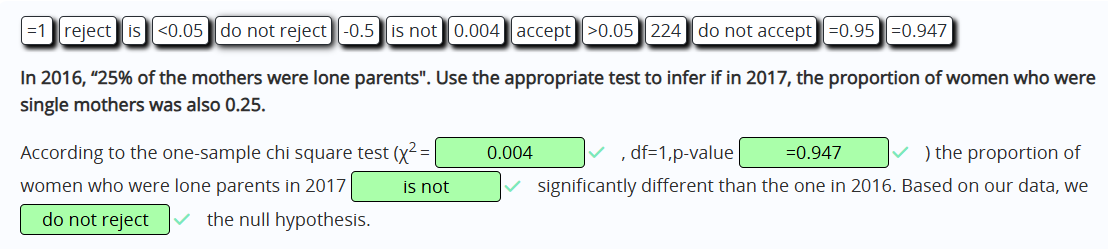 =1 reject is <0.05 do not reject -0.5 is not 0.004 accept >0.05 224 do not accept =0.95 =0.947
In 2016, “25% of the mothers were lone parents". Use the appropriate test to infer if in 2017, the proportion of women who were
single mothers was also 0.25.
According to the one-sample chi square test (χ² = 0.004 , df=1,p-value =0.947 ) the proportion of
women who were lone parents in 2017 is not significantly different than the one in 2016. Based on our data, we
do not reject the null hypothesis.